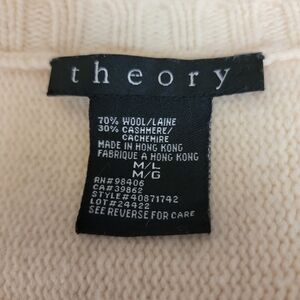 theory
70% WOOL/LAINE
30% CASHMERE/
CACHEMIRE
MADE IN HONG KONG
FABRIQUE A HONG KONG
M/L
M/G
RN#98406
CA#39862
STYLE#40871742
LOT#24422
SEE REVERSE FOR CARE